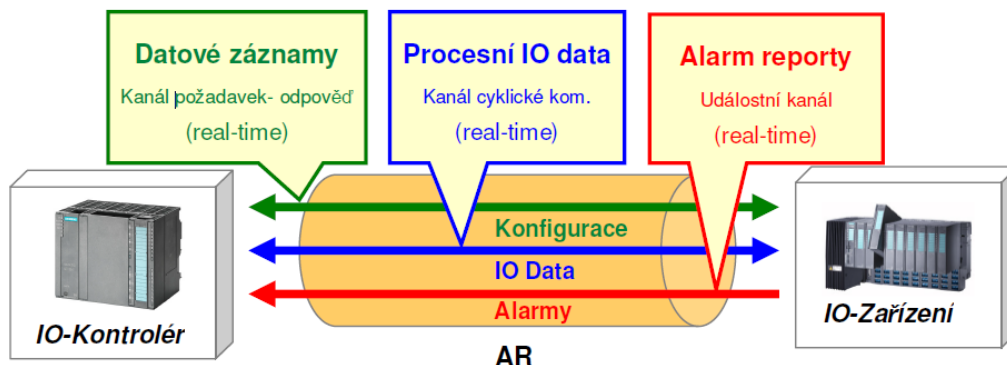 Datové záznamy
Kanál požadavek- odpověď
(real-time)
Procesní IO data
Kanál cyklické kom.
(real-time)
Alarm reporty
Událostní kanál
(real-time)
Konfigurace
IO Data
Alarmy
IO-Kontrolér
IO-Zařízení
AR